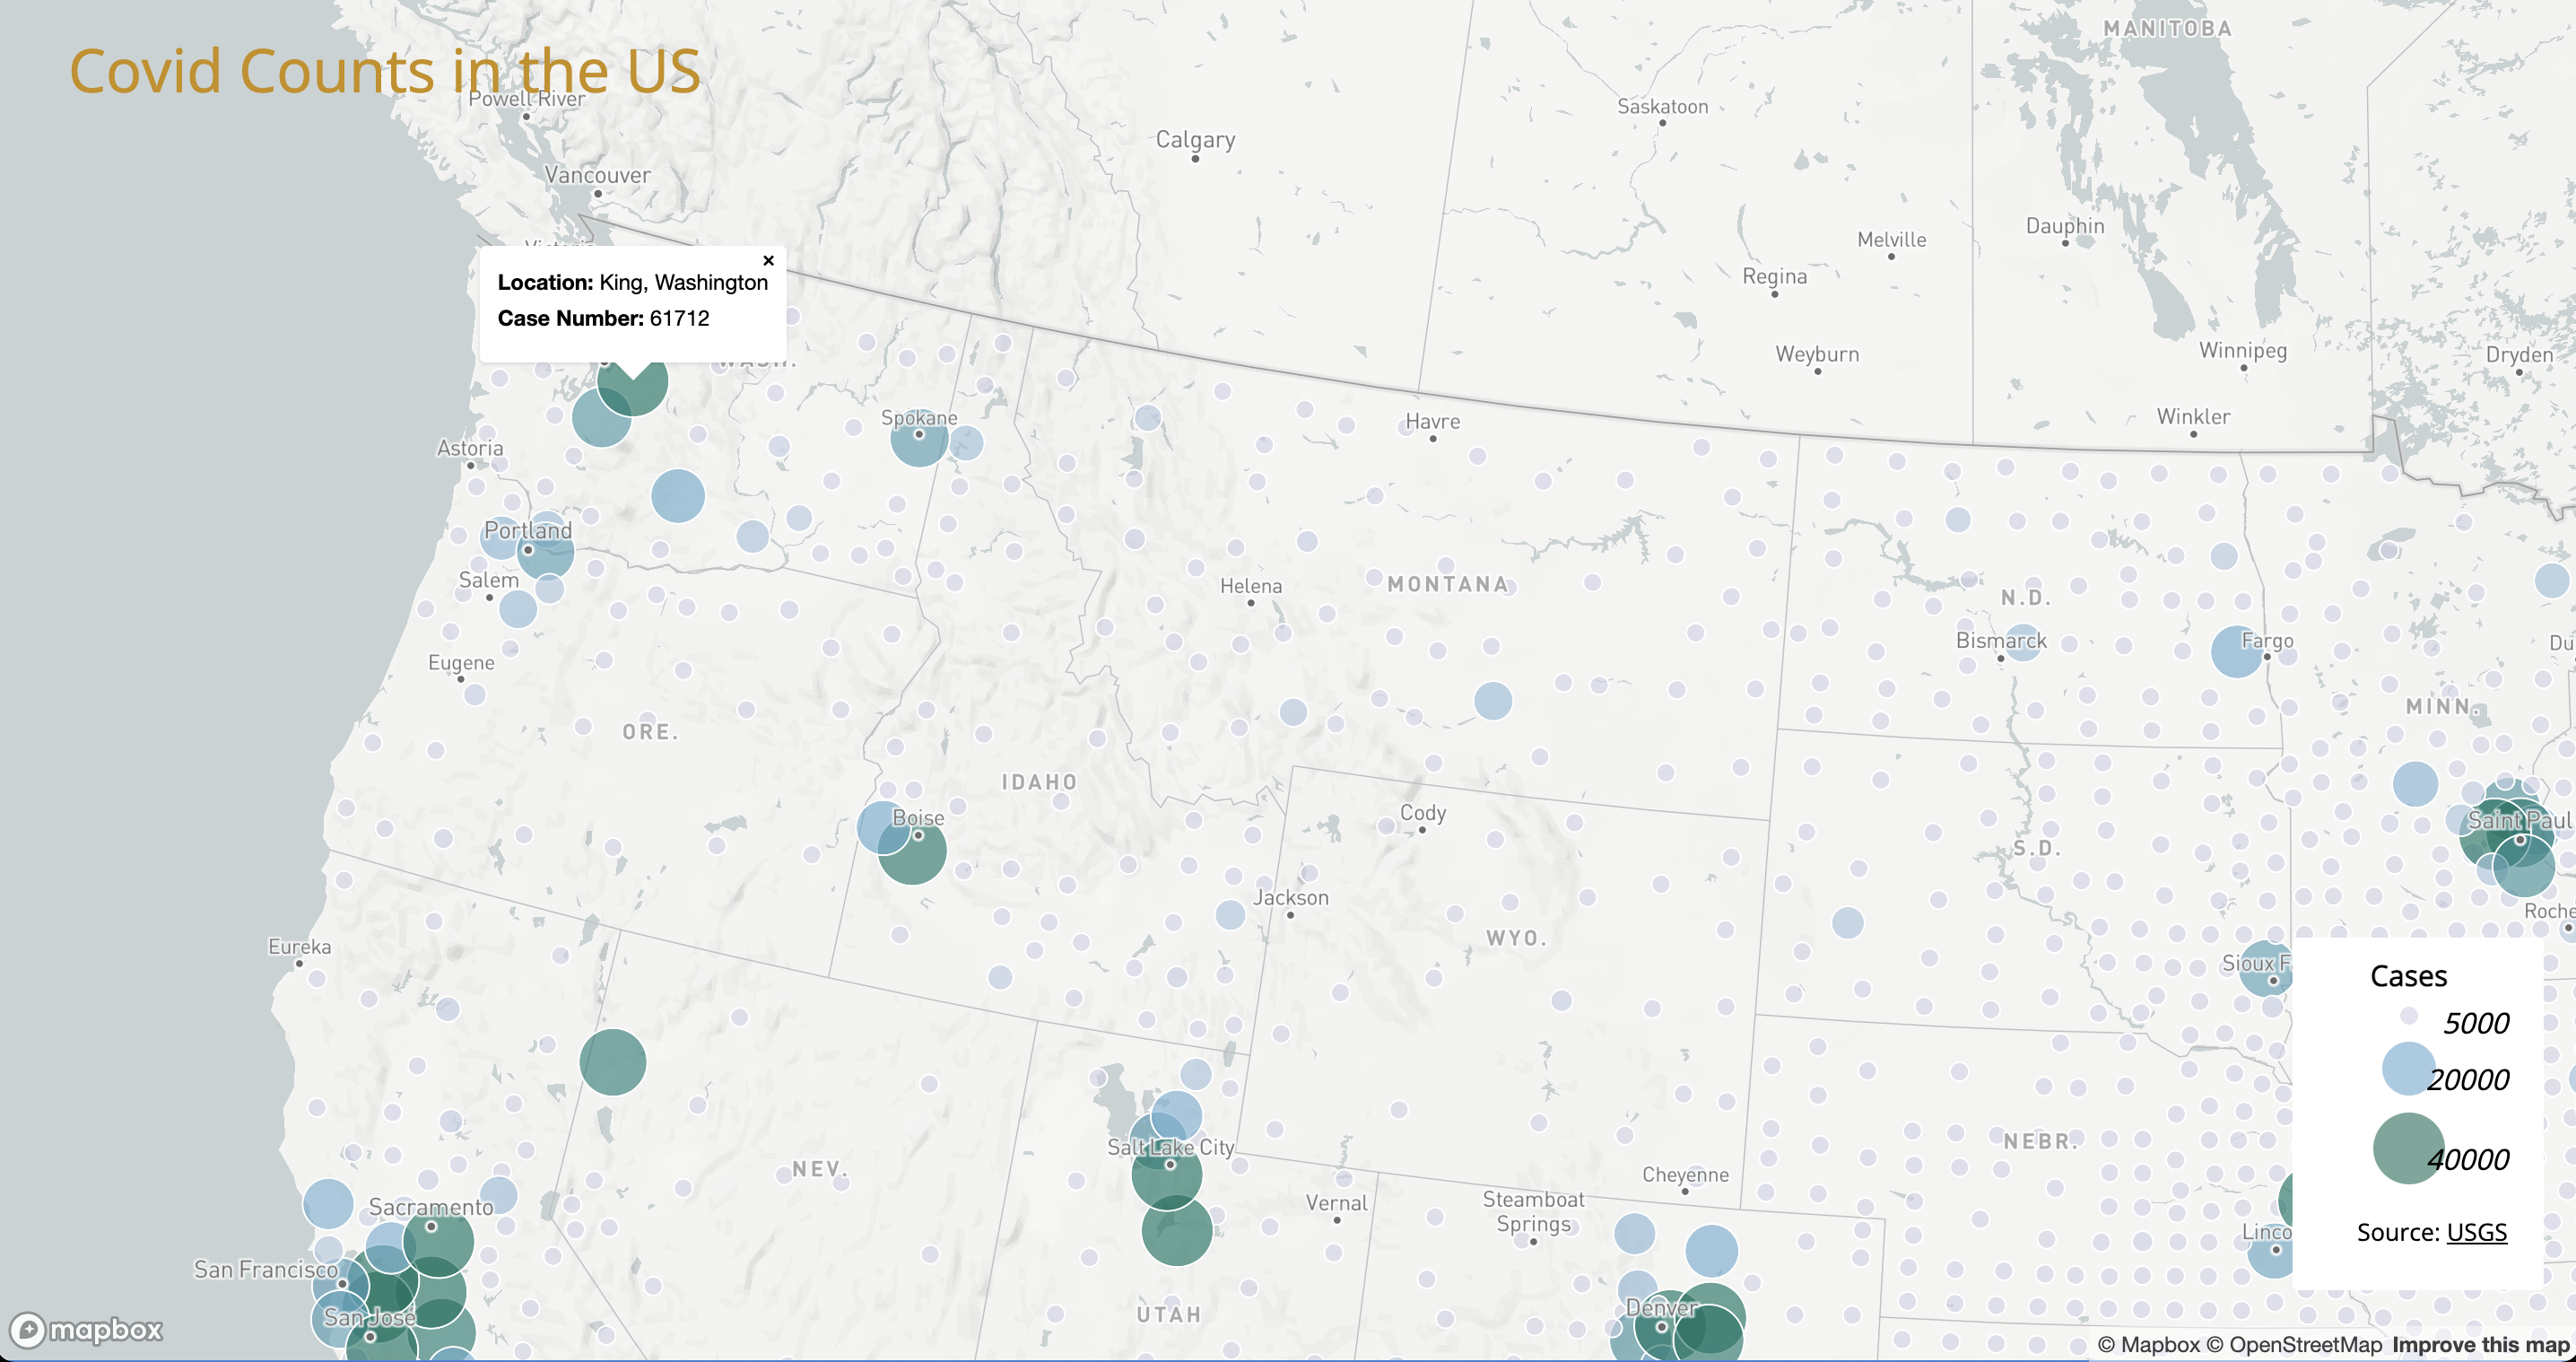 Covid Counts in the US
MANITOBA
Powell River
Saskatoon
Calgary
Vancouver
Dauphin
Melville
Victoria
Regina
Location: King, Washington
Case Number: 61712
×
WASH.
Winnipeg
Weyburn
Dryden
Spokane
Havre
Winkler
Astoria
Portland
Salem
Helena
MONTANA
N.D.
Bismarck
Fargo
Du
Eugene
MINN.
ORE.
IDAHO
Boise
Cody
Saint Paul
S.D.
Jackson
Roche
WYO.
Eureka
Sioux F
Cases
5000
20000
40000
Source: USGS
NEBR.
Salt Lake City
NEV.
Cheyenne
Vernal
Steamboat
Springs
Sacramento
Linco
San Francisco
San José
Denver
UTAH
mapbox
© Mapbox © OpenStreetMap Improve this map